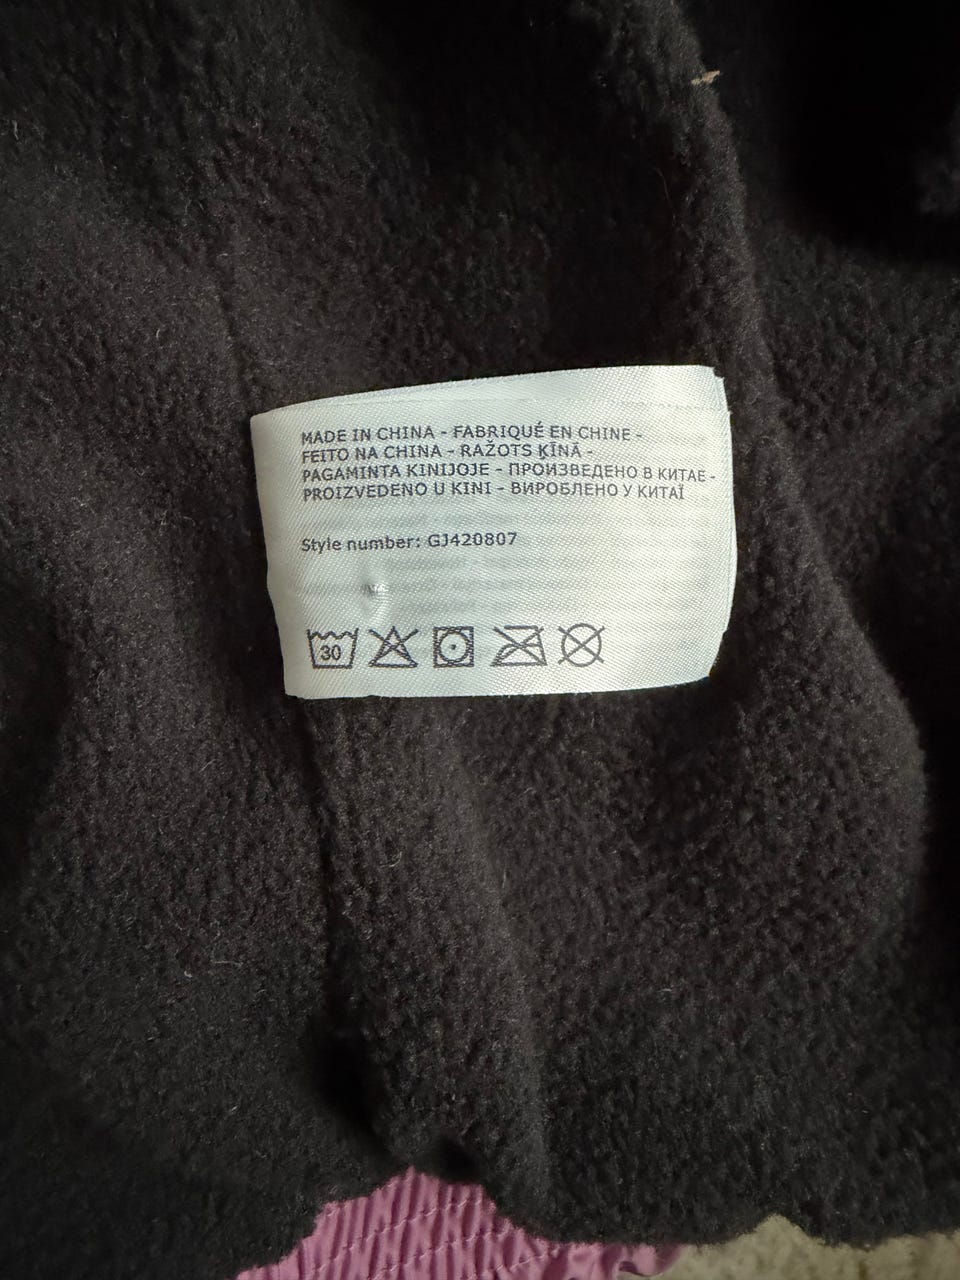 MADE IN CHINA - FABRIQUÉ EN CHINE -
FEITO NA CHINA - RAŽOTS ĶĪNĀ -
PAGAMINTA KINIJOJE - ПРОИЗВЕДЕНО В КИТАЕ -
PROIZVEDENO U KINI - ВИРОБЛЕНО У КИТАЇ
Style number: GJ420807
30